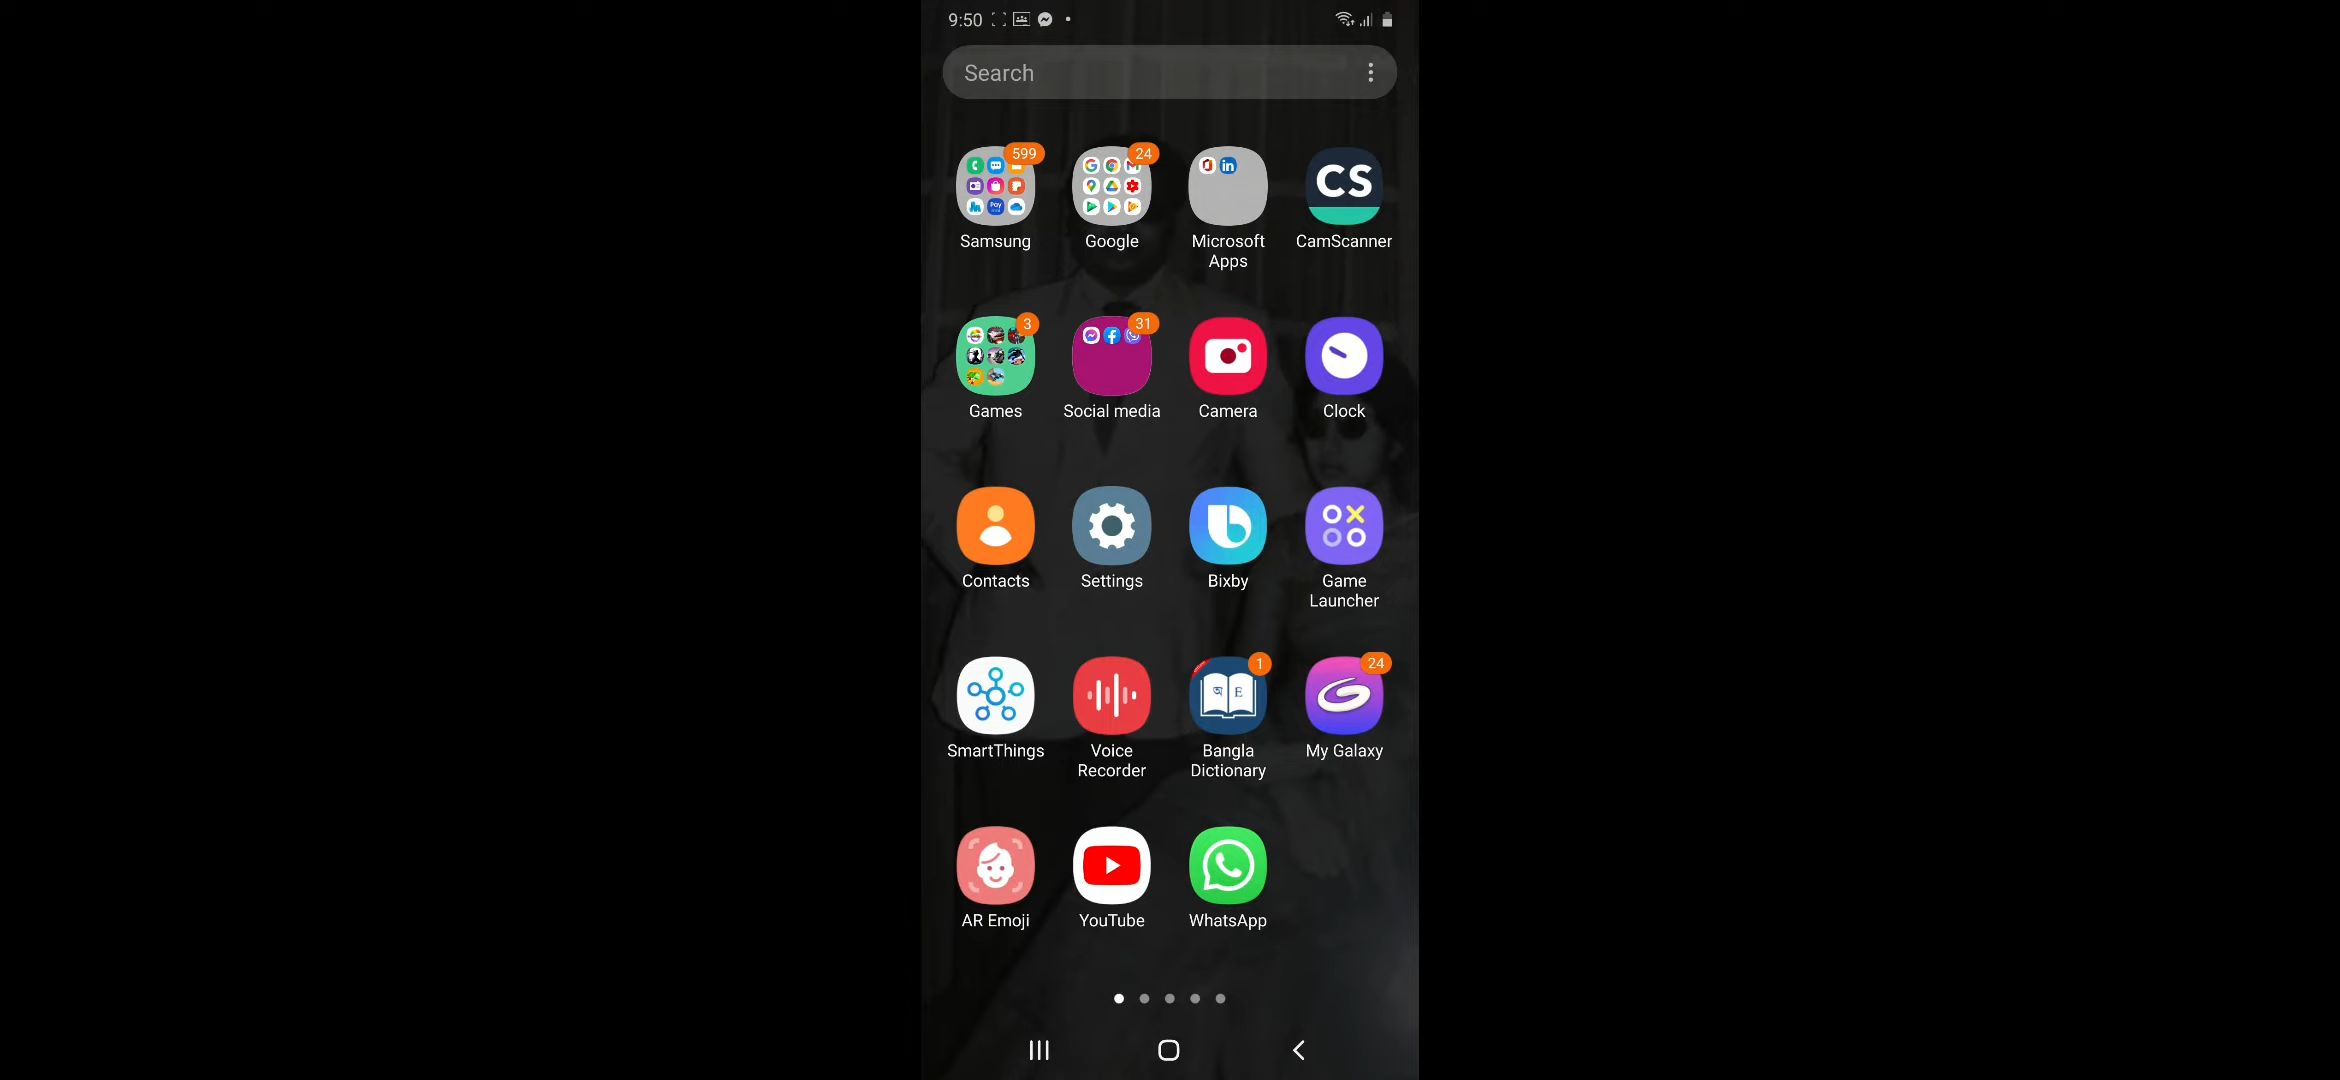 9:50
Search
599
24
CS
Samsung
Google
Microsoft
Apps
CamScanner
3
31
Games
Social media
Camera
Clock
Contacts
Settings
Bixby
Game
Launcher
1
24
অ E
SmartThings
Voice
Recorder
Bangla
Dictionary
My Galaxy
AR Emoji
YouTube
WhatsApp